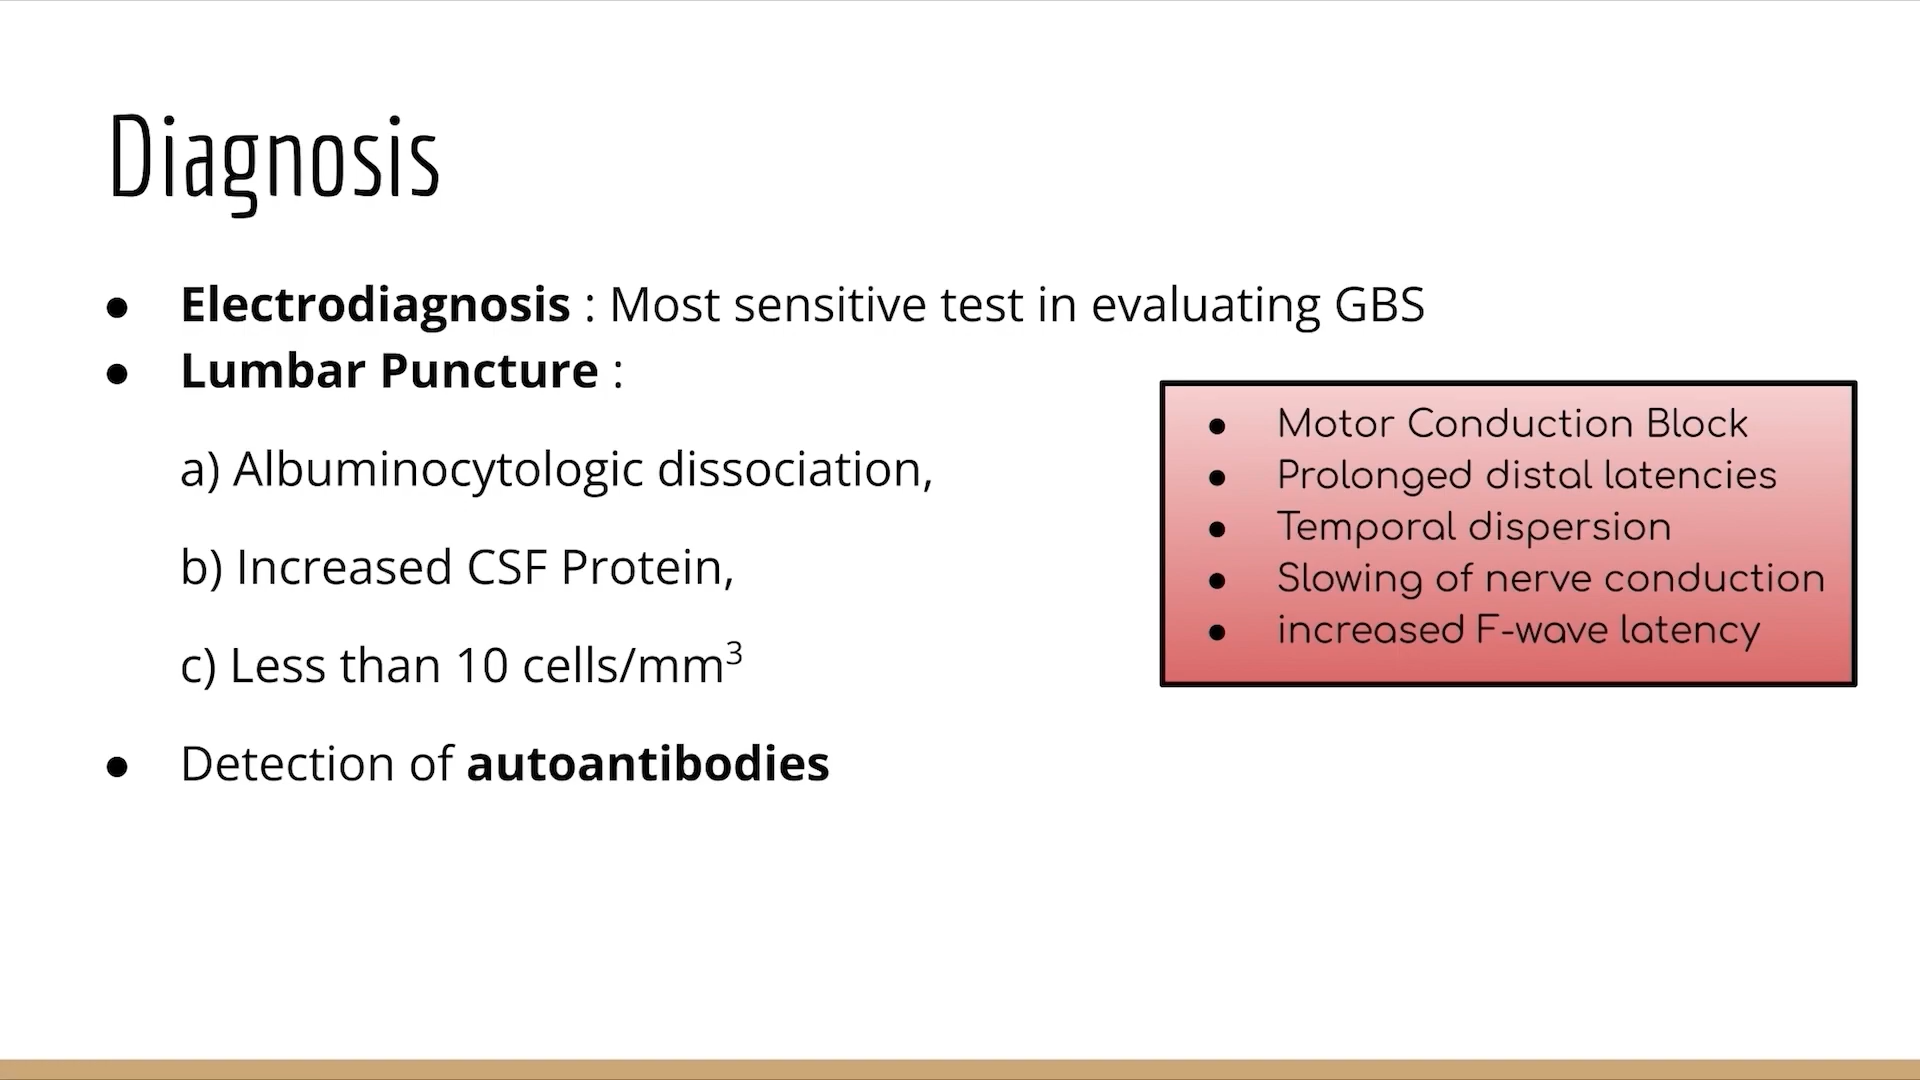 Diagnosis
● Electrodiagnosis : Most sensitive test in evaluating GBS
● Lumbar Puncture :
a) Albuminocytologic dissociation,
b) Increased CSF Protein,
c) Less than 10 cells/mm³
● Detection of autoantibodies
● Motor Conduction Block
● Prolonged distal latencies
● Temporal dispersion
● Slowing of nerve conduction
● increased F-wave latency